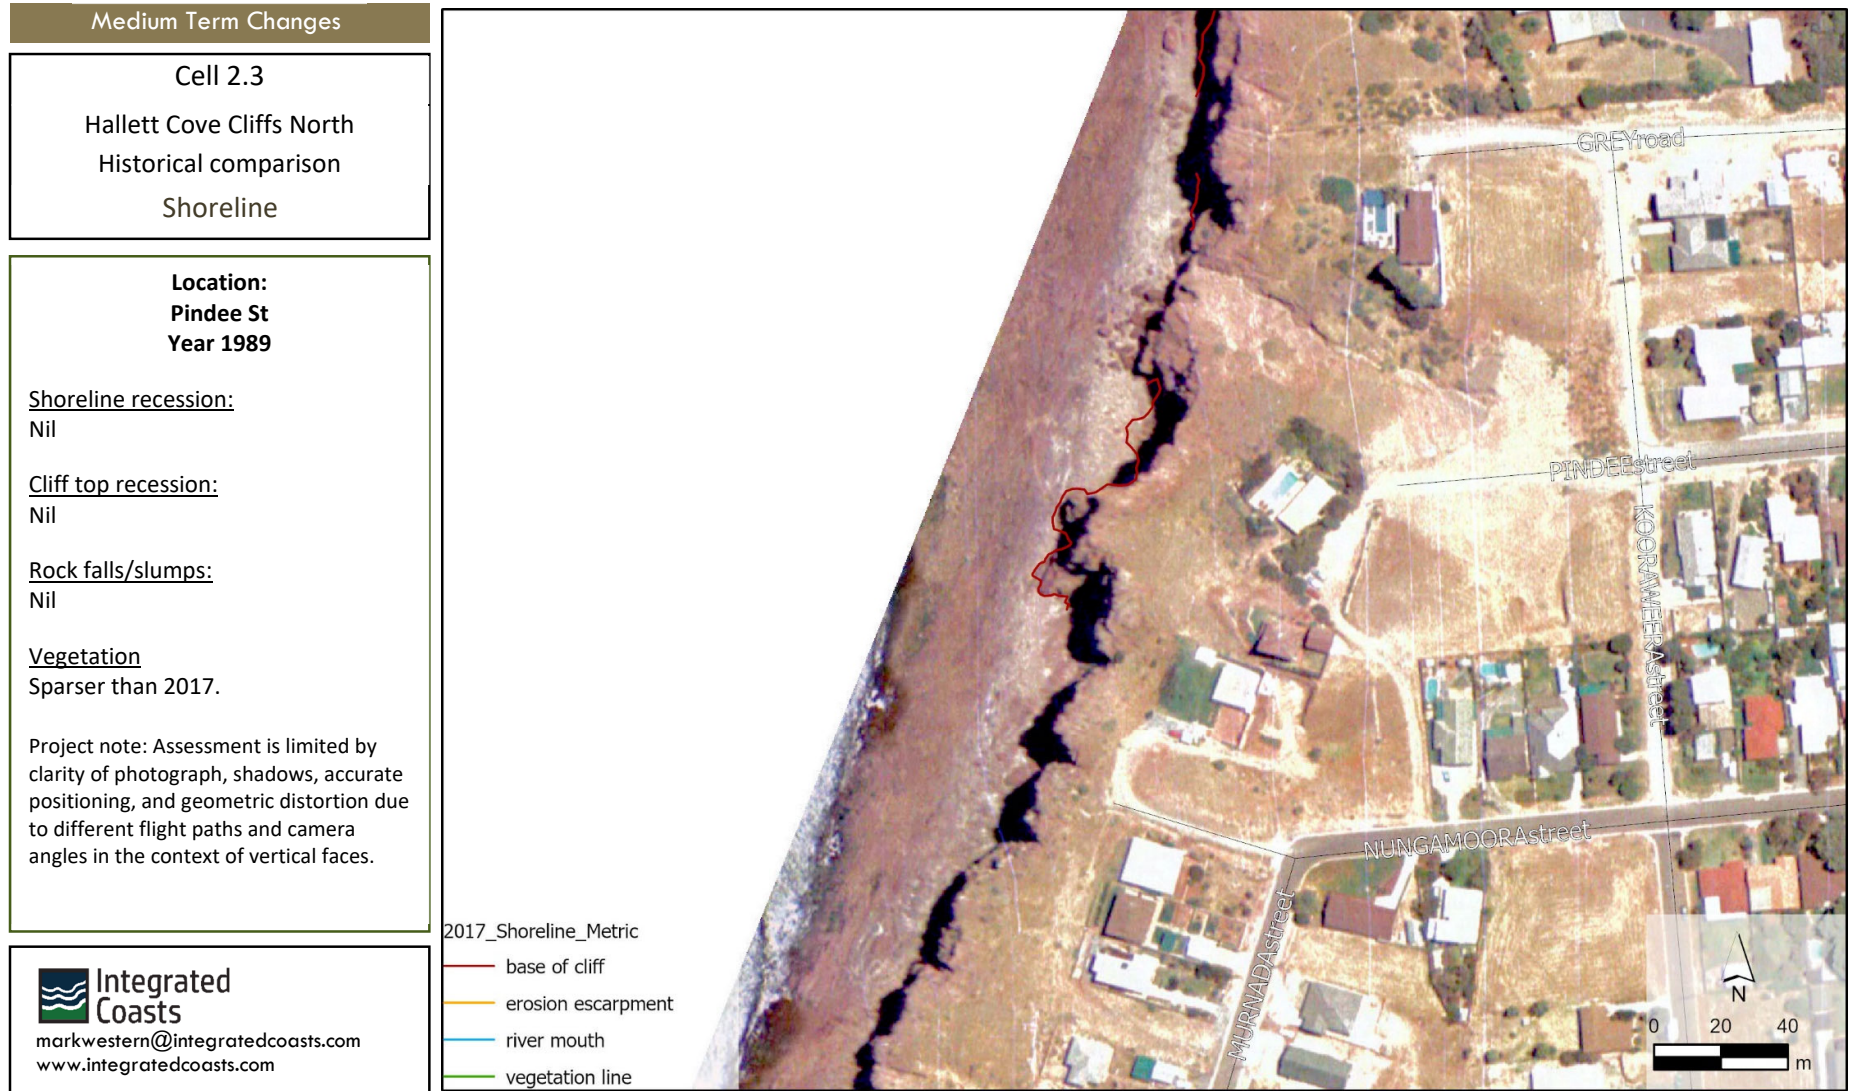 Medium Term Changes
Cell 2.3
Hallett Cove Cliffs North
Historical comparison
Shoreline
Location:
Pindee St
Year 1989
Shoreline recession:
Nil
Cliff top recession:
Nil
Rock falls/slumps:
Nil
Vegetation
Sparser than 2017.
Project note: Assessment is limited by
clarity of photograph, shadows, accurate
positioning, and geometric distortion due
to different flight paths and camera
angles in the context of vertical faces.
Integrated
Coasts
markwestern@integratedcoasts.com
www.integratedcoasts.com
GREYroad
PINDEEstreet
KOORAWEERAstreet
NUNGAMOORAstreet
MURNADAstreet
2017_Shoreline_Metric
base of cliff
erosion escarpment
river mouth
vegetation line
N
0 20 40
m